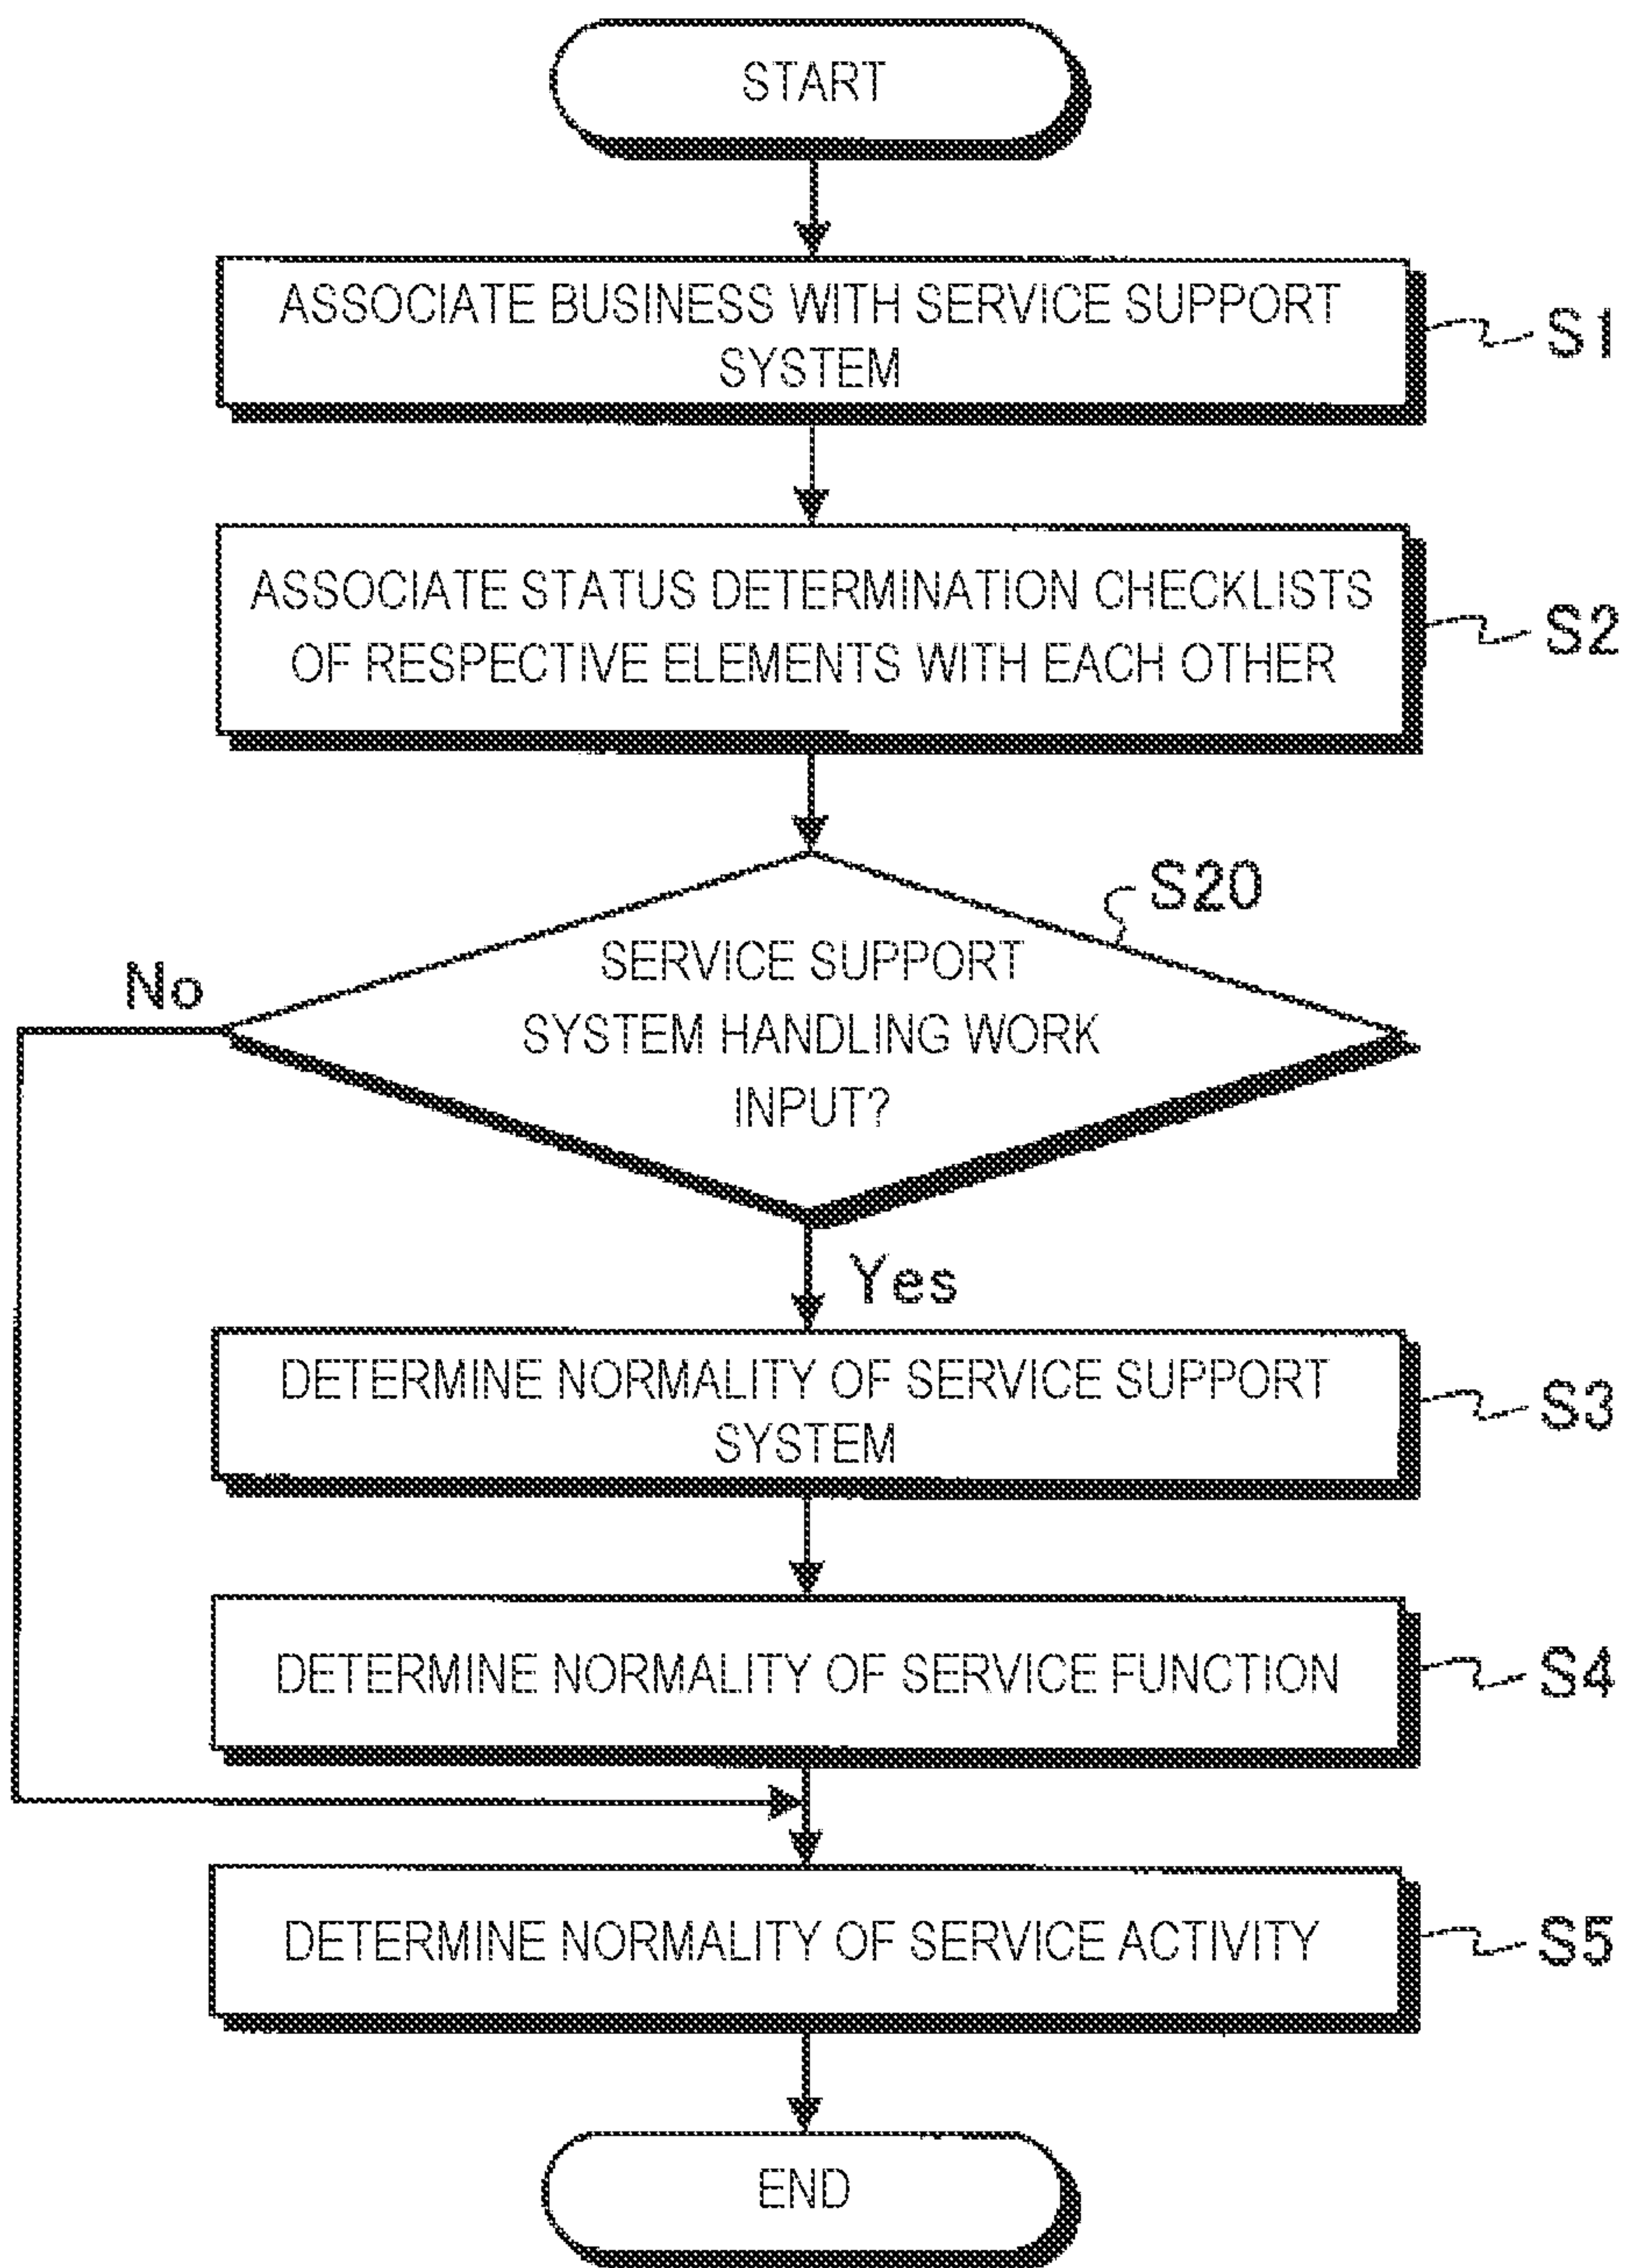 START
ASSOCIATE BUSINESS WITH SERVICE SUPPORT
SYSTEM
S1
ASSOCIATE STATUS DETERMINATION CHECKLISTS
OF RESPECTIVE ELEMENTS WITH EACH OTHER
S2
S20
SERVICE SUPPORT
SYSTEM HANDLING WORK
INPUT?
No
Yes
DETERMINE NORMALITY OF SERVICE SUPPORT
SYSTEM
S3
DETERMINE NORMALITY OF SERVICE FUNCTION
S4
DETERMINE NORMALITY OF SERVICE ACTIVITY
S5
END